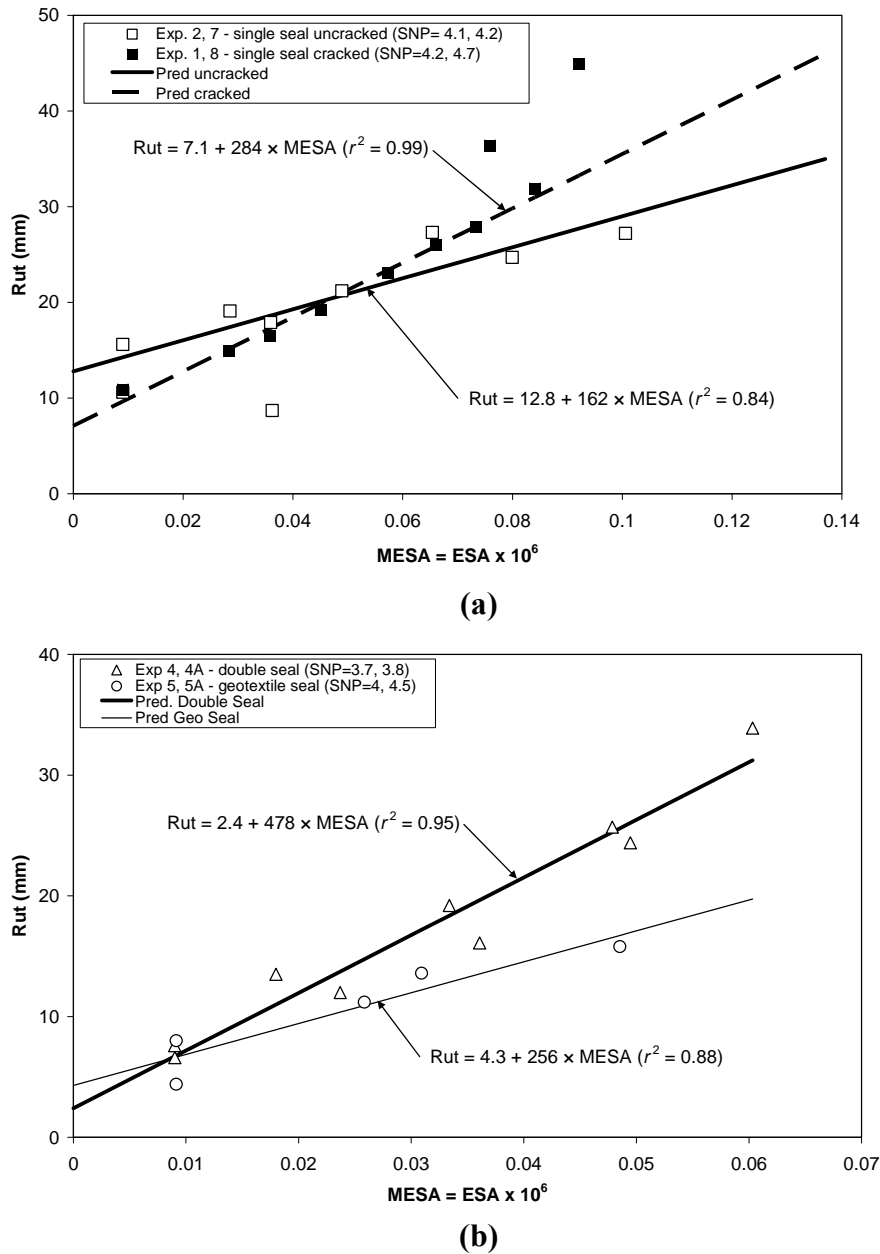 50
40
30
20
10
0
Rut (mm)
Exp. 2, 7 - single seal uncracked (SNP= 4.1, 4.2)
Exp. 1, 8 - single seal cracked (SNP=4.2, 4.7)
Pred uncracked
Pred cracked
Rut = 7.1 + 284 × MESA (r² = 0.99)
Rut = 12.8 + 162 × MESA (r² = 0.84)
0 0.02 0.04 0.06 0.08 0.1 0.12 0.14
MESA = ESA x 10⁶
(a)
40
30
20
10
0
Rut (mm)
Exp 4, 4A - double seal (SNP=3.7, 3.8)
Exp 5, 5A - geotextile seal (SNP=4, 4.5)
Pred. Double Seal
Pred Geo Seal
Rut = 2.4 + 478 × MESA (r² = 0.95)
Rut = 4.3 + 256 × MESA (r² = 0.88)
0 0.01 0.02 0.03 0.04 0.05 0.06 0.07
MESA = ESA x 10⁶
(b)